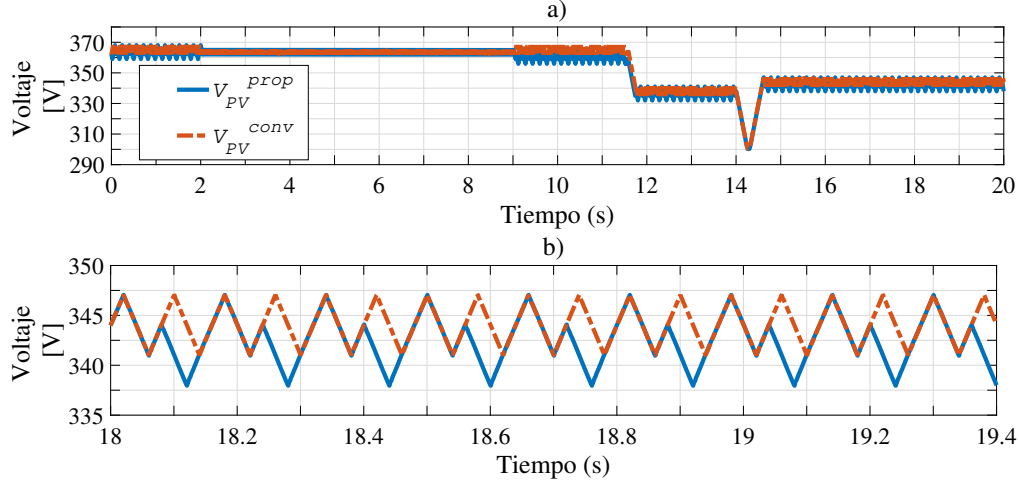 a)
Voltaje
[V]
370
350
330
310
290
V_PV^prop
V_PV^conv
0 2 4 6 8 10 12 14 16 18 20
Tiempo (s)
b)
Voltaje
[V]
350
345
340
335
18 18.2 18.4 18.6 18.8 19 19.2 19.4
Tiempo (s)